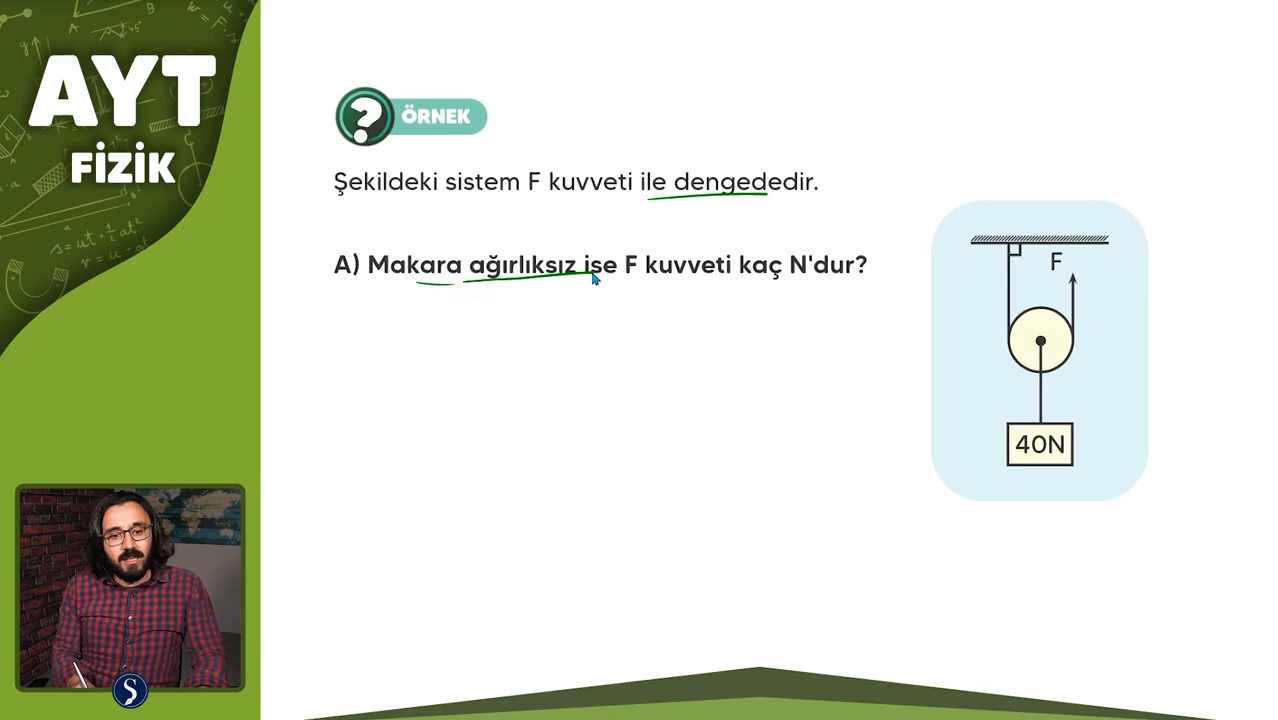 AYT
FİZİK
? ÖRNEK
Şekildeki sistem F kuvveti ile dengededir.
A) Makara ağırlıksız ise F kuvveti kaç N'dur?
F
40N
Ş